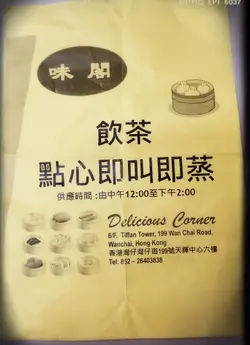 味閣
飲茶
點心即叫即蒸
供應時間 :由中午12:00至下午2:00
Delicious Corner
6/F. Tiffan Tower, 199 Wan Chai Road,
Wanchai, Hong Kong
香港灣仔灣仔道199號天輝中心六樓
Tel: 852 - 26403838